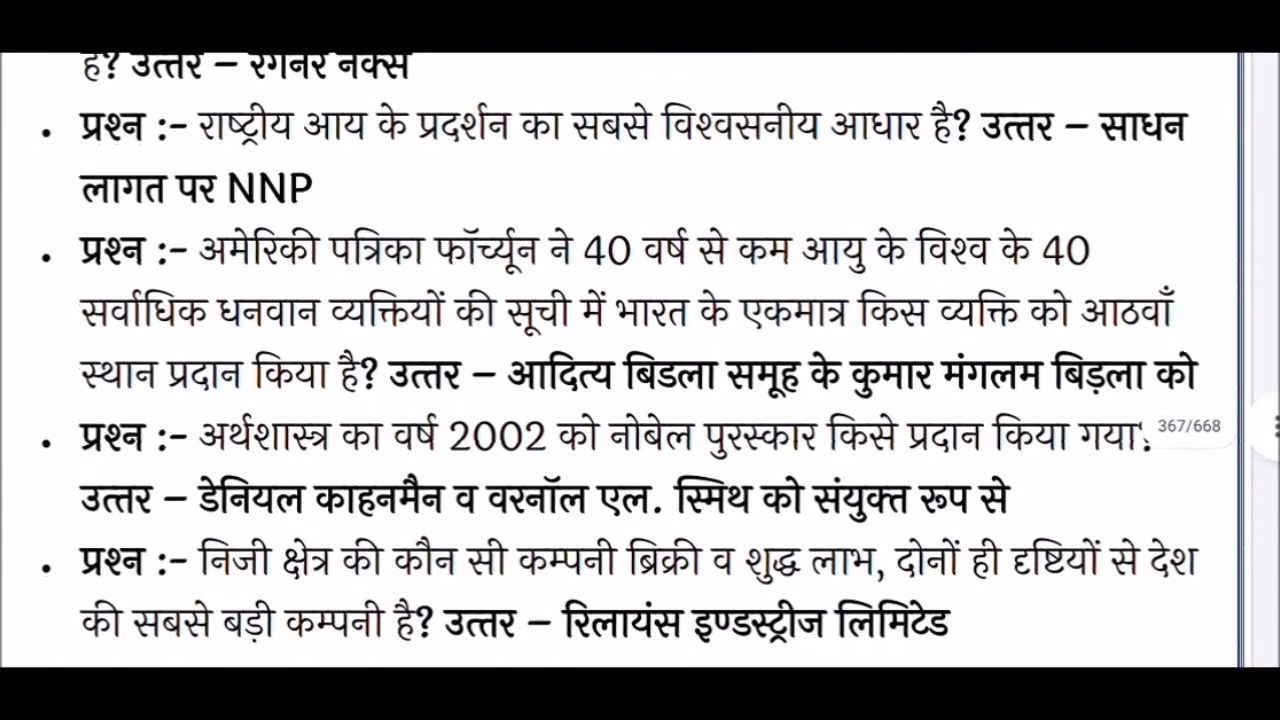 है? उत्तर – रेगनर नर्क्स
• प्रश्न :- राष्ट्रीय आय के प्रदर्शन का सबसे विश्वसनीय आधार है? उत्तर – साधन
लागत पर NNP
• प्रश्न :- अमेरिकी पत्रिका फॉर्च्यून ने 40 वर्ष से कम आयु के विश्व के 40
सर्वाधिक धनवान व्यक्तियों की सूची में भारत के एकमात्र किस व्यक्ति को आठवाँ
स्थान प्रदान किया है? उत्तर – आदित्य बिडला समूह के कुमार मंगलम बिड़ला को
• प्रश्न :- अर्थशास्त्र का वर्ष 2002 को नोबेल पुरस्कार किसे प्रदान किया गया?
367/668
उत्तर – डेनियल काहनमैन व वरनॉल एल. स्मिथ को संयुक्त रूप से
• प्रश्न :- निजी क्षेत्र की कौन सी कम्पनी ब्रिक्री व शुद्ध लाभ, दोनों ही दृष्टियों से देश
की सबसे बड़ी कम्पनी है? उत्तर – रिलायंस इण्डस्ट्रीज लिमिटेड